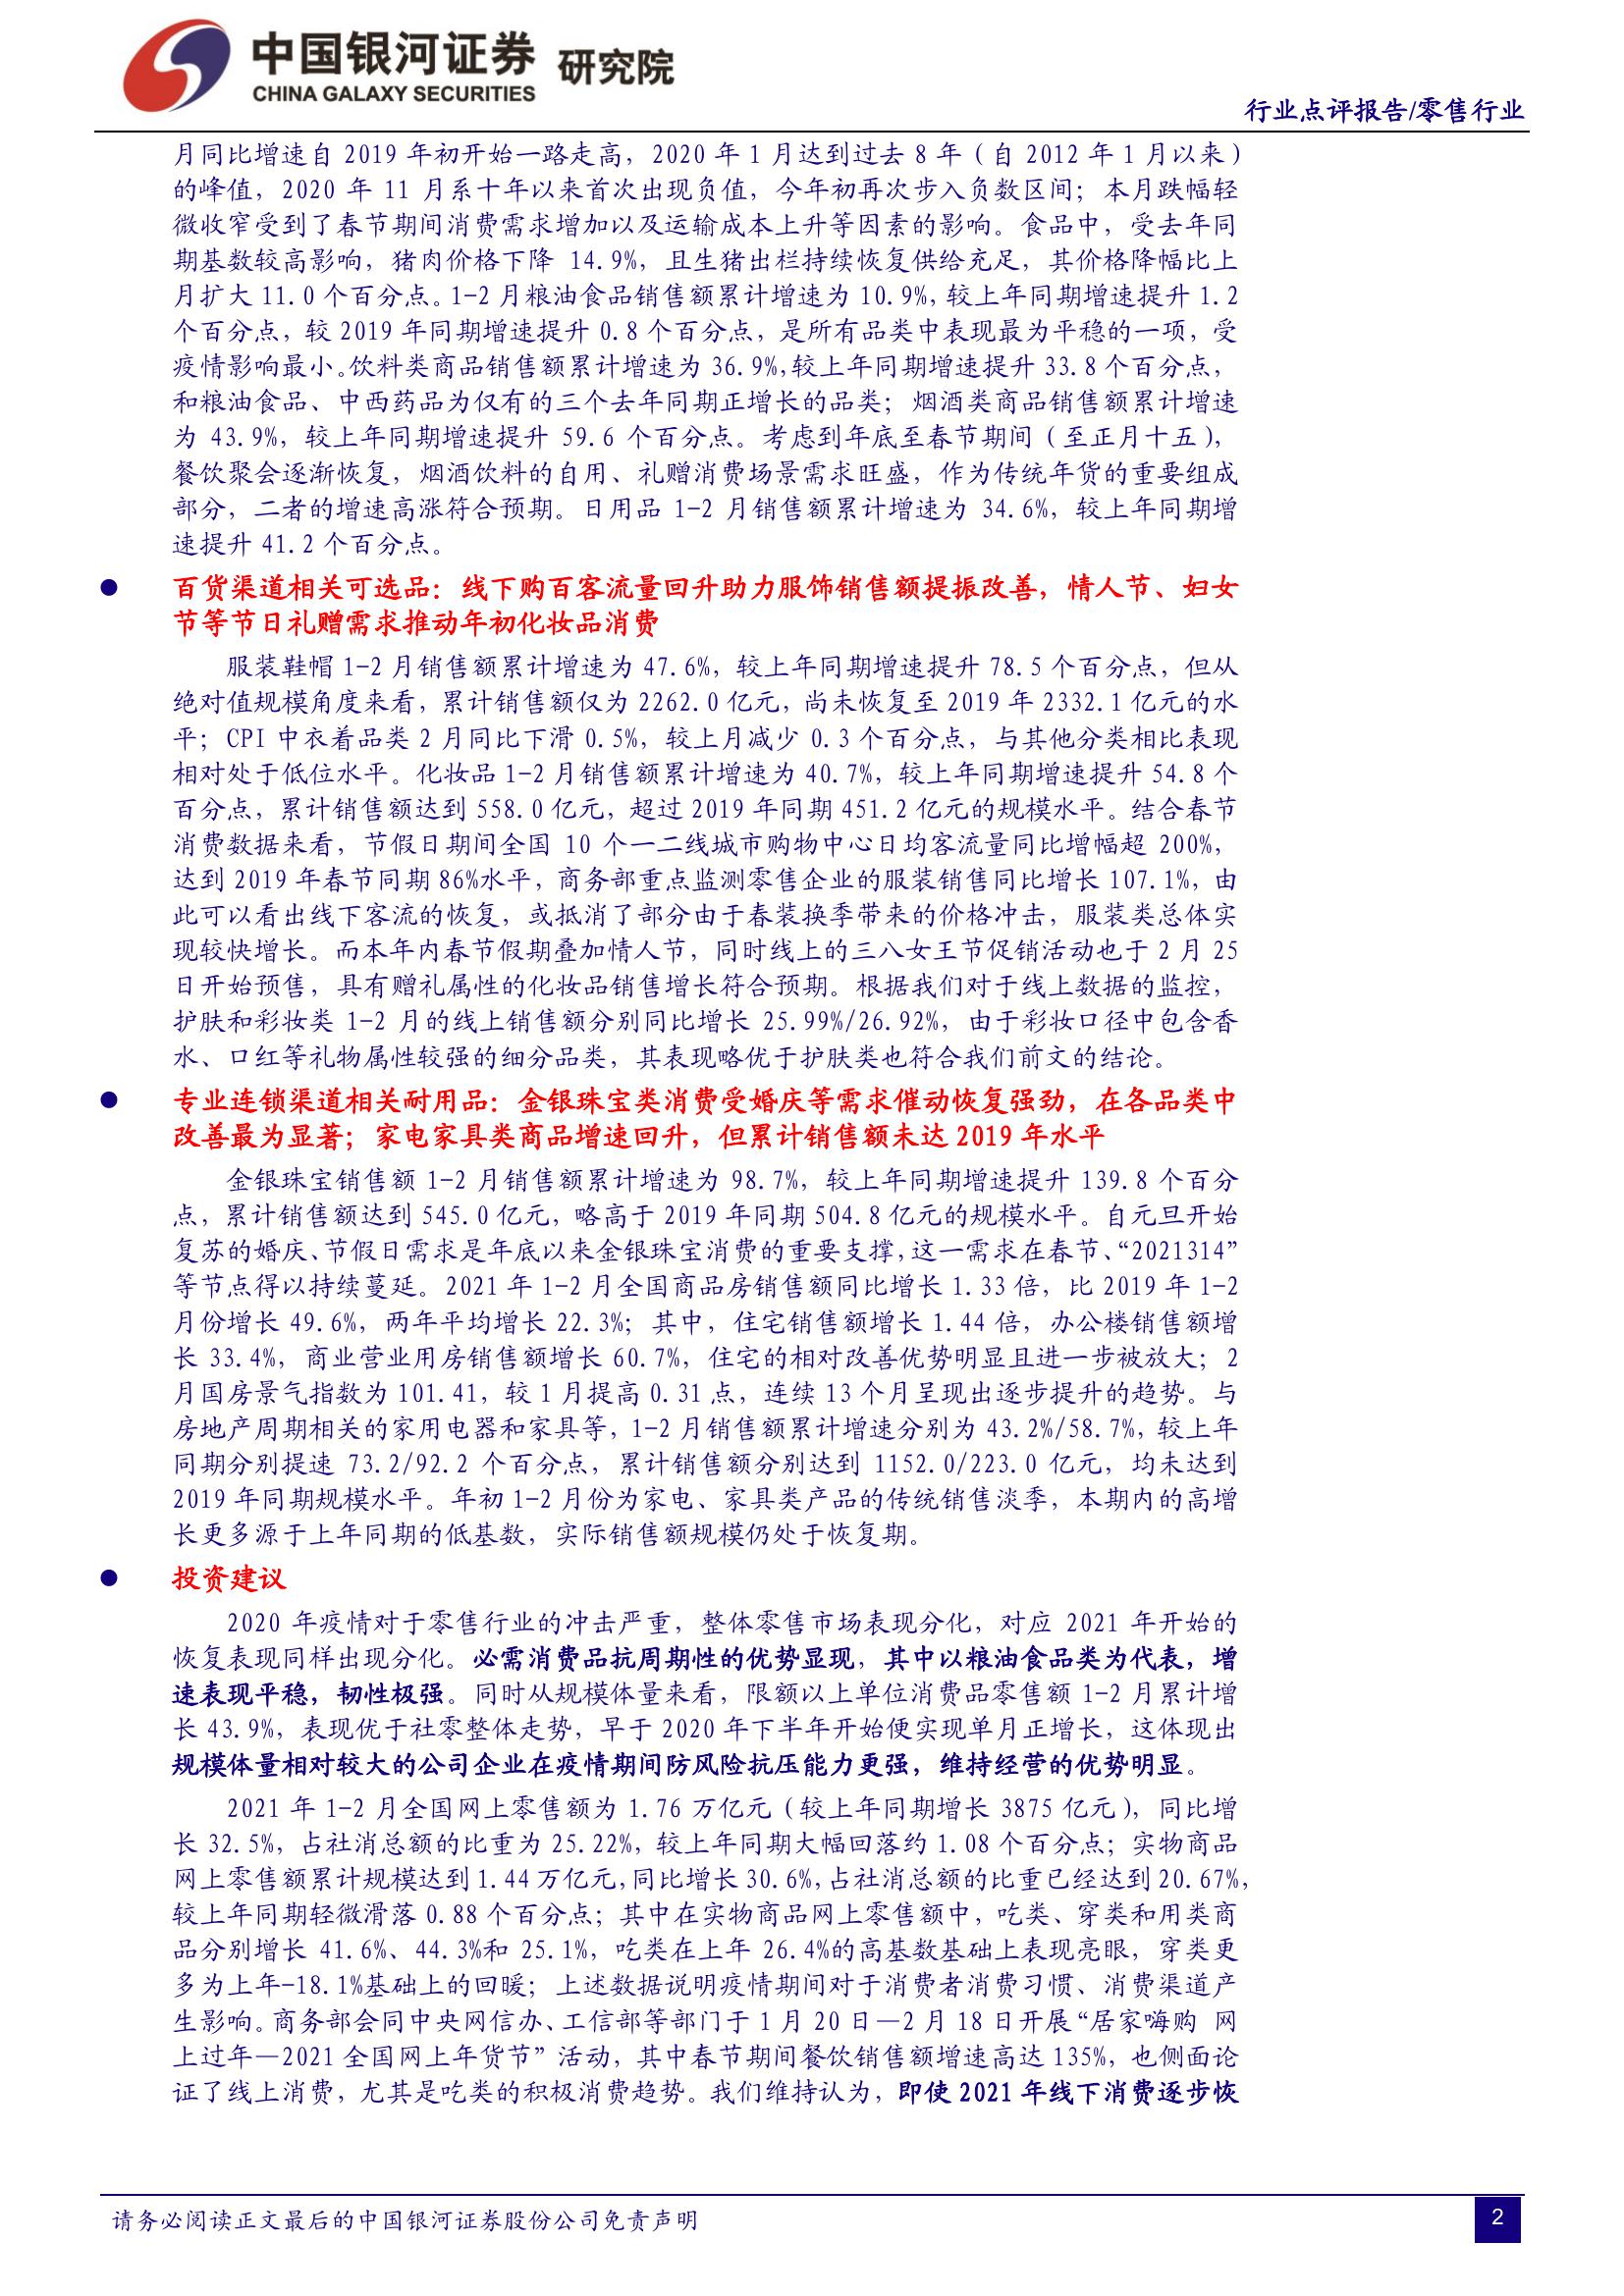 中国银河证券 研究院
CHINA GALAXY SECURITIES
行业点评报告/零售行业
月同比增速自 2019 年初开始一路走高，2020 年 1 月达到过去 8 年（自 2012 年 1 月以来）
的峰值，2020 年 11 月系十年以来首次出现负值，今年初再次步入负数区间；本月跌幅轻
微收窄受到了春节期间消费需求增加以及运输成本上升等因素的影响。食品中，受去年同
期基数较高影响，猪肉价格下降 14.9%，且生猪出栏持续恢复供给充足，其价格降幅比上
月扩大 11.0 个百分点。1-2 月粮油食品销售额累计增速为 10.9%，较上年同期增速提升 1.2
个百分点，较 2019 年同期增速提升 0.8 个百分点，是所有品类中表现最为平稳的一项，受
疫情影响最小。饮料类商品销售额累计增速为 36.9%，较上年同期增速提升 33.8 个百分点，
和粮油食品、中西药品为仅有的三个去年同期正增长的品类；烟酒类商品销售额累计增速
为 43.9%，较上年同期增速提升 59.6 个百分点。考虑到年底至春节期间（至正月十五），
餐饮聚会逐渐恢复，烟酒饮料的自用、礼赠消费场景需求旺盛，作为传统年货的重要组成
部分，二者的增速高涨符合预期。日用品 1-2 月销售额累计增速为 34.6%，较上年同期增
速提升 41.2 个百分点。
● 百货渠道相关可选品：线下购百客流量回升助力服饰销售额提振改善，情人节、妇女
节等节日礼赠需求推动年初化妆品消费
服装鞋帽 1-2 月销售额累计增速为 47.6%，较上年同期增速提升 78.5 个百分点，但从
绝对值规模角度来看，累计销售额仅为 2262.0 亿元，尚未恢复至 2019 年 2332.1 亿元的水
平；CPI 中衣着品类 2 月同比下滑 0.5%，较上月减少 0.3 个百分点，与其他分类相比表现
相对处于低位水平。化妆品 1-2 月销售额累计增速为 40.7%，较上年同期增速提升 54.8 个
百分点，累计销售额达到 558.0 亿元，超过 2019 年同期 451.2 亿元的规模水平。结合春节
消费数据来看，节假日期间全国 10 个一二线城市购物中心日均客流量同比增幅超 200%，
达到 2019 年春节同期 86%水平，商务部重点监测零售企业的服装销售同比增长 107.1%，由
此可以看出线下客流的恢复，或抵消了部分由于春装换季带来的价格冲击，服装类总体实
现较快增长。而本年内春节假期叠加情人节，同时线上的三八女王节促销活动也于 2 月 25
日开始预售，具有赠礼属性的化妆品销售增长符合预期。根据我们对于线上数据的监控，
护肤和彩妆类 1-2 月的线上销售额分别同比增长 25.99%/26.92%，由于彩妆口径中包含香
水、口红等礼物属性较强的细分品类，其表现略优于护肤类也符合我们前文的结论。
● 专业连锁渠道相关耐用品：金银珠宝类消费受婚庆等需求催动恢复强劲，在各品类中
改善最为显著；家电家具类商品增速回升，但累计销售额未达 2019 年水平
金银珠宝销售额 1-2 月销售额累计增速为 98.7%，较上年同期增速提升 139.8 个百分
点，累计销售额达到 545.0 亿元，略高于 2019 年同期 504.8 亿元的规模水平。自元旦开始
复苏的婚庆、节假日需求是年底以来金银珠宝消费的重要支撑，这一需求在春节、“2021314”
等节点得以持续蔓延。2021 年 1-2 月全国商品房销售额同比增长 1.33 倍，比 2019 年 1-2
月份增长 49.6%，两年平均增长 22.3%；其中，住宅销售额增长 1.44 倍，办公楼销售额增
长 33.4%，商业营业用房销售额增长 60.7%，住宅的相对改善优势明显且进一步被放大；2
月国房景气指数为 101.41，较 1 月提高 0.31 点，连续 13 个月呈现出逐步提升的趋势。与
房地产周期相关的家用电器和家具等，1-2 月销售额累计增速分别为 43.2%/58.7%，较上年
同期分别提速 73.2/92.2 个百分点，累计销售额分别达到 1152.0/223.0 亿元，均未达到
2019 年同期规模水平。年初 1-2 月份为家电、家具类产品的传统销售淡季，本期内的高增
长更多源于上年同期的低基数，实际销售额规模仍处于恢复期。
● 投资建议
2020 年疫情对于零售行业的冲击严重，整体零售市场表现分化，对应 2021 年开始的
恢复表现同样出现分化。必需消费品抗周期性的优势显现，其中以粮油食品类为代表，增
速表现平稳，韧性极强。同时从规模体量来看，限额以上单位消费品零售额 1-2 月累计增
长 43.9%，表现优于社零整体走势，早于 2020 年下半年开始便实现单月正增长，这体现出
规模体量相对较大的公司企业在疫情期间防风险抗压能力更强，维持经营的优势明显。
2021 年 1-2 月全国网上零售额为 1.76 万亿元（较上年同期增长 3875 亿元），同比增
长 32.5%，占社消总额的比重为 25.22%，较上年同期大幅回落约 1.08 个百分点；实物商品
网上零售额累计规模达到 1.44 万亿元，同比增长 30.6%，占社消总额的比重已经达到 20.67%，
较上年同期轻微滑落 0.88 个百分点；其中在实物商品网上零售额中，吃类、穿类和用类商
品分别增长 41.6%、44.3%和 25.1%，吃类在上年 26.4%的高基数基础上表现亮眼，穿类更
多为上年-18.1%基础上的回暖；上述数据说明疫情期间对于消费者消费习惯、消费渠道产
生影响。商务部会同中央网信办、工信部等部门于 1 月 20 日—2 月 18 日开展“居家嗨购 网
上过年—2021 全国网上年货节”活动，其中春节期间餐饮销售额增速高达 135%，也侧面论
证了线上消费，尤其是吃类的积极消费趋势。我们维持认为，即使 2021 年线下消费逐步恢
请务必阅读正文最后的中国银河证券股份公司免责声明
2